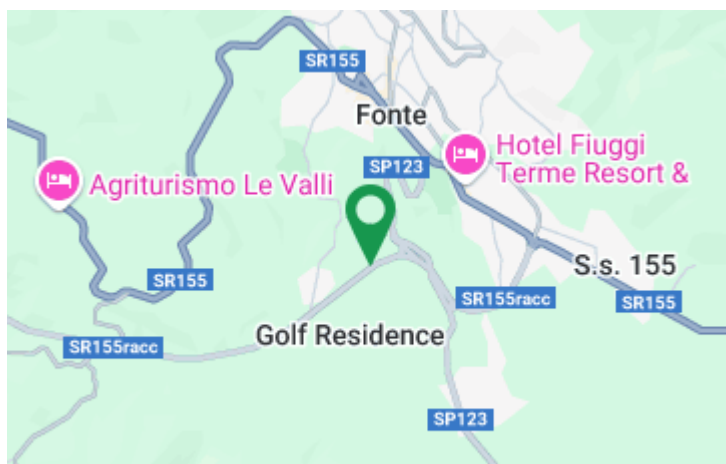 SR155
Fonte
Hotel Fiuggi
Terme Resort &
SP123
Agriturismo Le Valli
S.s. 155
SR155
SR155racc
SR155
Golf Residence
SR155racc
SP123